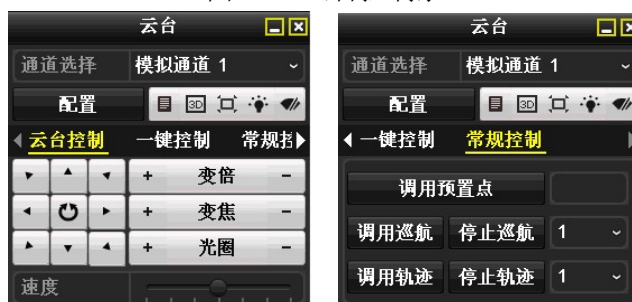 云台
通道选择 模拟通道 1
配置 3D
云台控制 一键控制 常规控
+ 变倍 -
+ 变焦 -
+ 光圈 -
速度
云台
通道选择 模拟通道 1
配置 3D
一键控制 常规控制
调用预置点
调用巡航 停止巡航 1
调用轨迹 停止轨迹 1